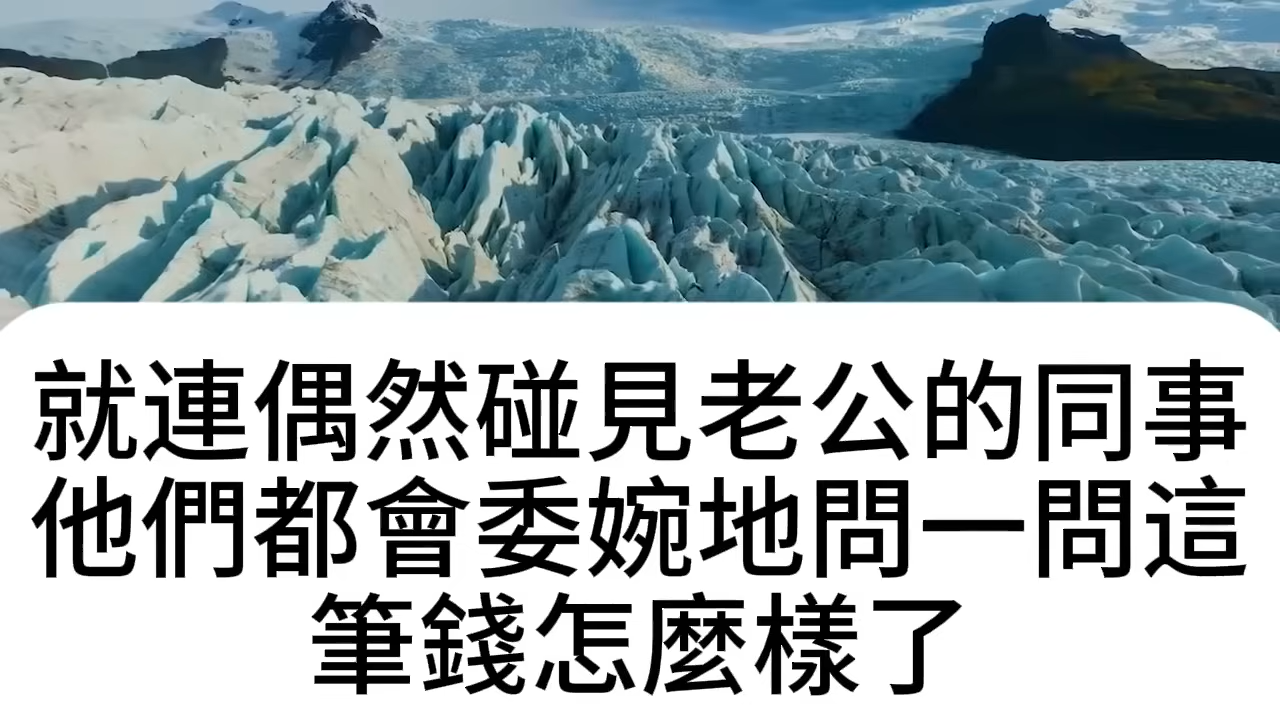 就連偶然碰見老公的同事
他們都會委婉地問一問這
筆錢怎麼樣了